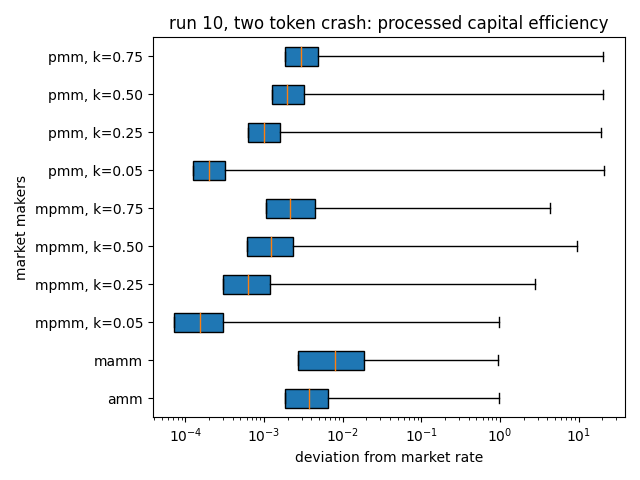 run 10, two token crash: processed capital efficiency
pmm, k=0.75
pmm, k=0.50
pmm, k=0.25
pmm, k=0.05
mpmm, k=0.75
mpmm, k=0.50
mpmm, k=0.25
mpmm, k=0.05
mamm
amm
market makers
10⁻⁴ 10⁻³ 10⁻² 10⁻¹ 10⁰ 10¹
deviation from market rate